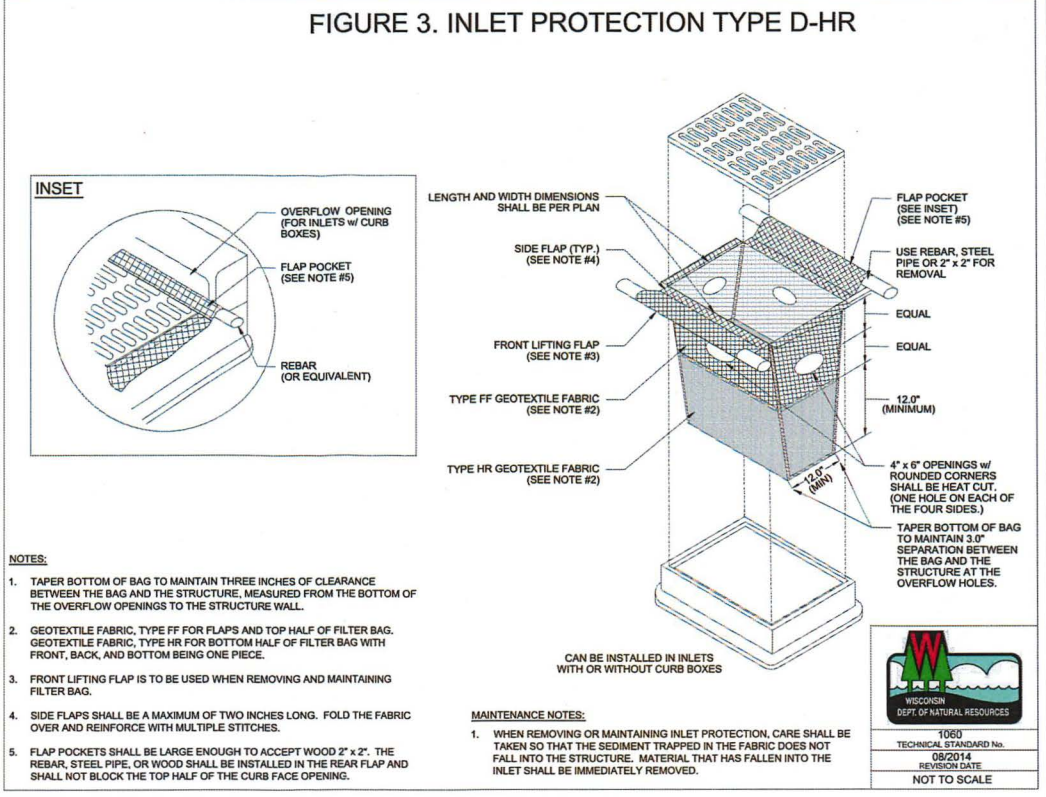 FIGURE 3. INLET PROTECTION TYPE D-HR
INSET
OVERFLOW OPENING
(FOR INLETS w/ CURB
BOXES)
FLAP POCKET
(SEE NOTE #5)
REBAR
(OR EQUIVALENT)
LENGTH AND WIDTH DIMENSIONS
SHALL BE PER PLAN
SIDE FLAP (TYP.)
(SEE NOTE #4)
FRONT LIFTING FLAP
(SEE NOTE #3)
TYPE FF GEOTEXTILE FABRIC
(SEE NOTE #2)
TYPE HR GEOTEXTILE FABRIC
(SEE NOTE #2)
FLAP POCKET
(SEE INSET)
(SEE NOTE #5)
USE REBAR, STEEL
PIPE OR 2" x 2" FOR
REMOVAL
EQUAL
EQUAL
12.0"
(MINIMUM)
12.0"
(MIN)
4" x 6" OPENINGS w/
ROUNDED CORNERS
SHALL BE HEAT CUT.
(ONE HOLE ON EACH OF
THE FOUR SIDES.)
TAPER BOTTOM OF BAG
TO MAINTAIN 3.0"
SEPARATION BETWEEN
THE BAG AND THE
STRUCTURE AT THE
OVERFLOW HOLES.
CAN BE INSTALLED IN INLETS
WITH OR WITHOUT CURB BOXES
NOTES:
1. TAPER BOTTOM OF BAG TO MAINTAIN THREE INCHES OF CLEARANCE
BETWEEN THE BAG AND THE STRUCTURE, MEASURED FROM THE BOTTOM OF
THE OVERFLOW OPENINGS TO THE STRUCTURE WALL.
2. GEOTEXTILE FABRIC, TYPE FF FOR FLAPS AND TOP HALF OF FILTER BAG.
GEOTEXTILE FABRIC, TYPE HR FOR BOTTOM HALF OF FILTER BAG WITH
FRONT, BACK, AND BOTTOM BEING ONE PIECE.
3. FRONT LIFTING FLAP IS TO BE USED WHEN REMOVING AND MAINTAINING
FILTER BAG.
4. SIDE FLAPS SHALL BE A MAXIMUM OF TWO INCHES LONG. FOLD THE FABRIC
OVER AND REINFORCE WITH MULTIPLE STITCHES.
5. FLAP POCKETS SHALL BE LARGE ENOUGH TO ACCEPT WOOD 2" x 2". THE
REBAR, STEEL PIPE, OR WOOD SHALL BE INSTALLED IN THE REAR FLAP AND
SHALL NOT BLOCK THE TOP HALF OF THE CURB FACE OPENING.
MAINTENANCE NOTES:
1. WHEN REMOVING OR MAINTAINING INLET PROTECTION, CARE SHALL BE
TAKEN SO THAT THE SEDIMENT TRAPPED IN THE FABRIC DOES NOT
FALL INTO THE STRUCTURE. MATERIAL THAT HAS FALLEN INTO THE
INLET SHALL BE IMMEDIATELY REMOVED.
W
WISCONSIN
DEPT. OF NATURAL RESOURCES
1060
TECHNICAL STANDARD No.
08/2014
REVISION DATE
NOT TO SCALE